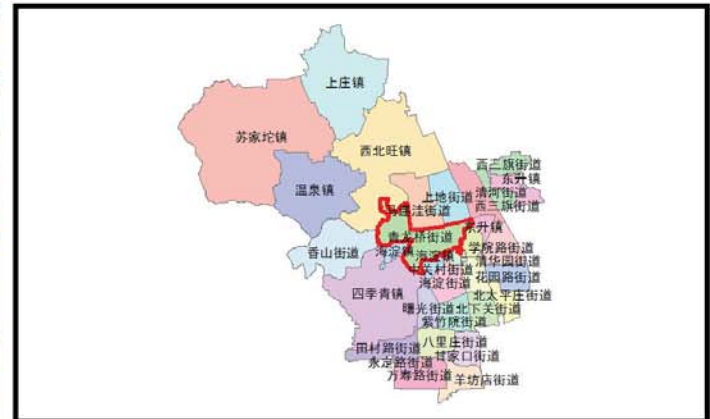 上庄镇
苏家坨镇
西北旺镇
西二旗街道
东升镇
温泉镇
上地街道
清河街道
西三旗街道
马连洼街道
东升镇
青龙桥街道
学院路街道
香山街道
海淀镇
海淀镇
清华园街道
中关村街道
花园路街道
海淀街道
四季青镇
北太平庄街道
曙光街道
北下关街道
紫竹院街道
田村路街道
八里庄街道
甘家口街道
永定路街道
万寿路街道
羊坊店街道